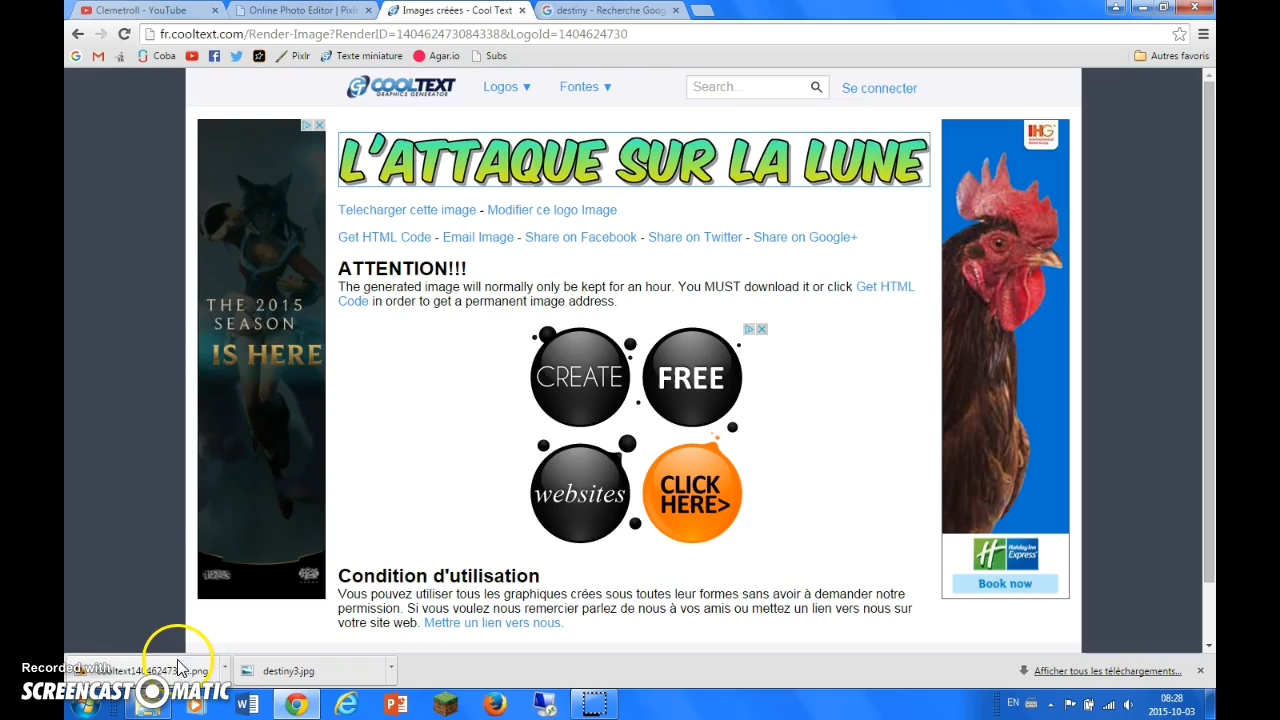 Clemetroll - YouTube
Online Photo Editor | Pixlr
Images créées - Cool Text
destiny - Recherche Goog
fr.cooltext.com/Render-Image?RenderID=140462473084338&LogoId=1404624730
Coba
Pixlr
Texte miniature
Agar.io
Subs
Autres favoris
COOLTEXT
GRAPHICS GENERATOR
Logos ▼
Fontes ▼
Search...
Se connecter
L'ATTAQUE SUR LA LUNE
Telecharger cette image - Modifier ce logo Image
Get HTML Code - Email Image - Share on Facebook - Share on Twitter - Share on Google+
ATTENTION!!!
The generated image will normally only be kept for an hour. You MUST download it or click Get HTML
Code in order to get a permanent image address.
THE 2015
SEASON
IS HERE
CREATE
FREE
websites
CLICK
HERE>
IHG
Holiday Inn
Express
Book now
Condition d'utilisation
Vous pouvez utiliser tous les graphiques crées sous toutes leur formes sans avoir à demander notre
permission. Si vous voulez nous remercier parlez de nous à vos amis ou mettez un lien vers nous sur
votre site web. Mettre un lien vers nous.
destiny3.jpg
Afficher tous les téléchargements...
Recorded with
SCREENCAST MATIC
EN
08:28
2015-10-03